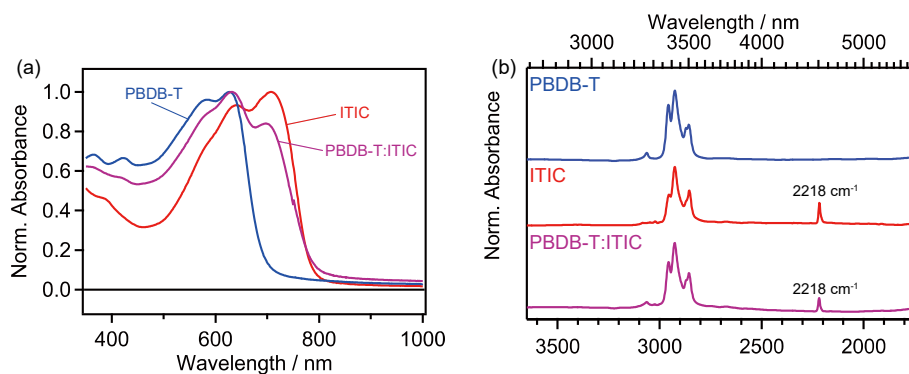 (a)
Norm. Absorbance
1.0
0.8
0.6
0.4
0.2
0.0
PBDB-T
ITIC
PBDB-T:ITIC
400 600 800 1000
Wavelength / nm
(b)
Wavelength / nm
3000 3500 4000 5000
Norm. Absorbance
PBDB-T
ITIC
2218 cm-1
PBDB-T:ITIC
2218 cm-1
3500 3000 2500 2000